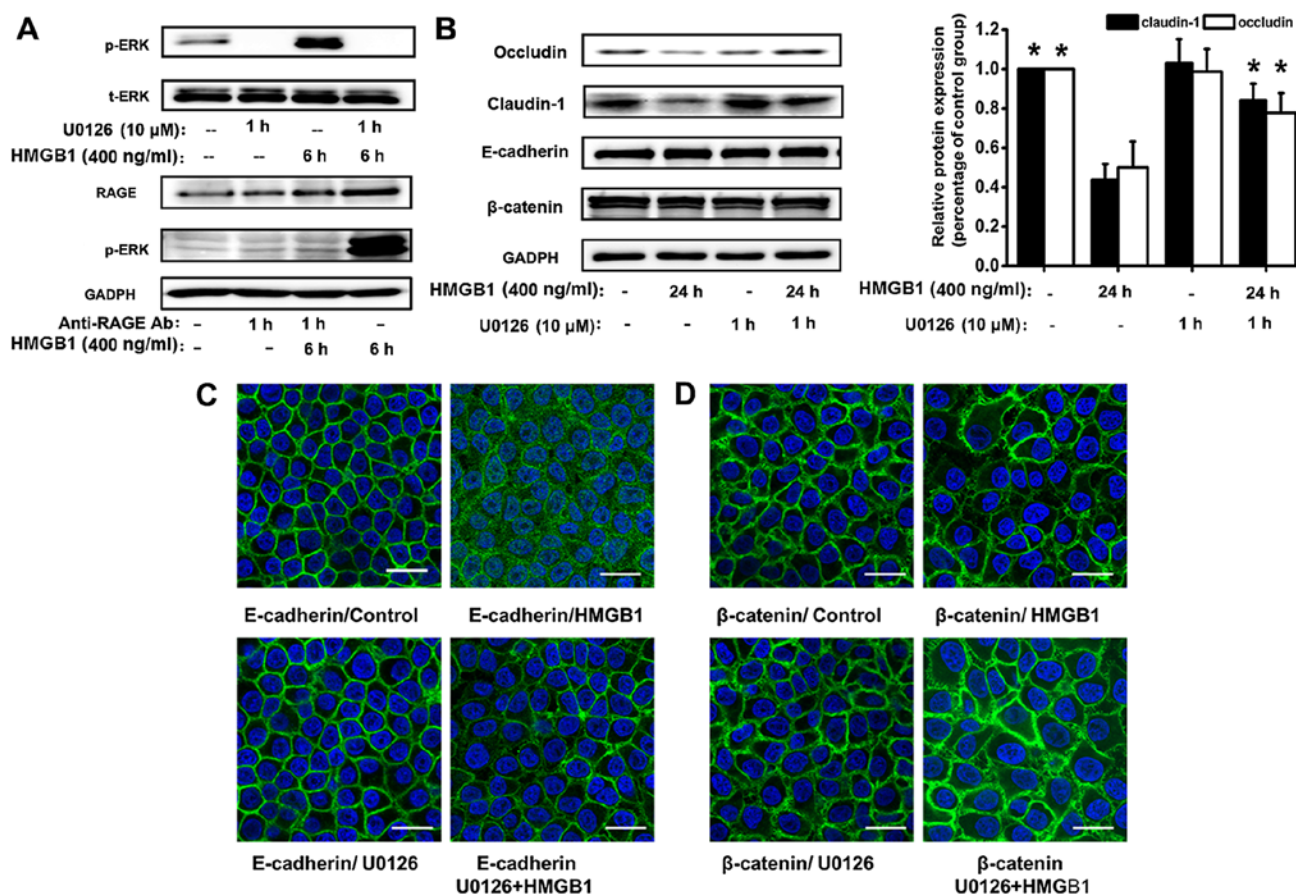 A
p-ERK
t-ERK
U0126 (10 μM): -- 1 h -- 1 h
HMGB1 (400 ng/ml): -- -- 6 h 6 h
RAGE
p-ERK
GADPH
Anti-RAGE Ab: -- 1 h 1 h --
HMGB1 (400 ng/ml): -- -- 6 h 6 h
B
Occludin
Claudin-1
E-cadherin
β-catenin
GADPH
HMGB1 (400 ng/ml): - 24 h - 24 h
U0126 (10 μM): - - 1 h 1 h
claudin-1 occludin
Relative protein expression
(percentage of control group)
1.2
1.0
0.8
0.6
0.4
0.2
0.0
* * * *
HMGB1 (400 ng/ml): - 24 h - 24 h
U0126 (10 μM): - - 1 h 1 h
C
E-cadherin/Control E-cadherin/HMGB1
E-cadherin/ U0126 E-cadherin
U0126+HMGB1
D
β-catenin/ Control β-catenin/ HMGB1
β-catenin/ U0126 β-catenin
U0126+HMGB1